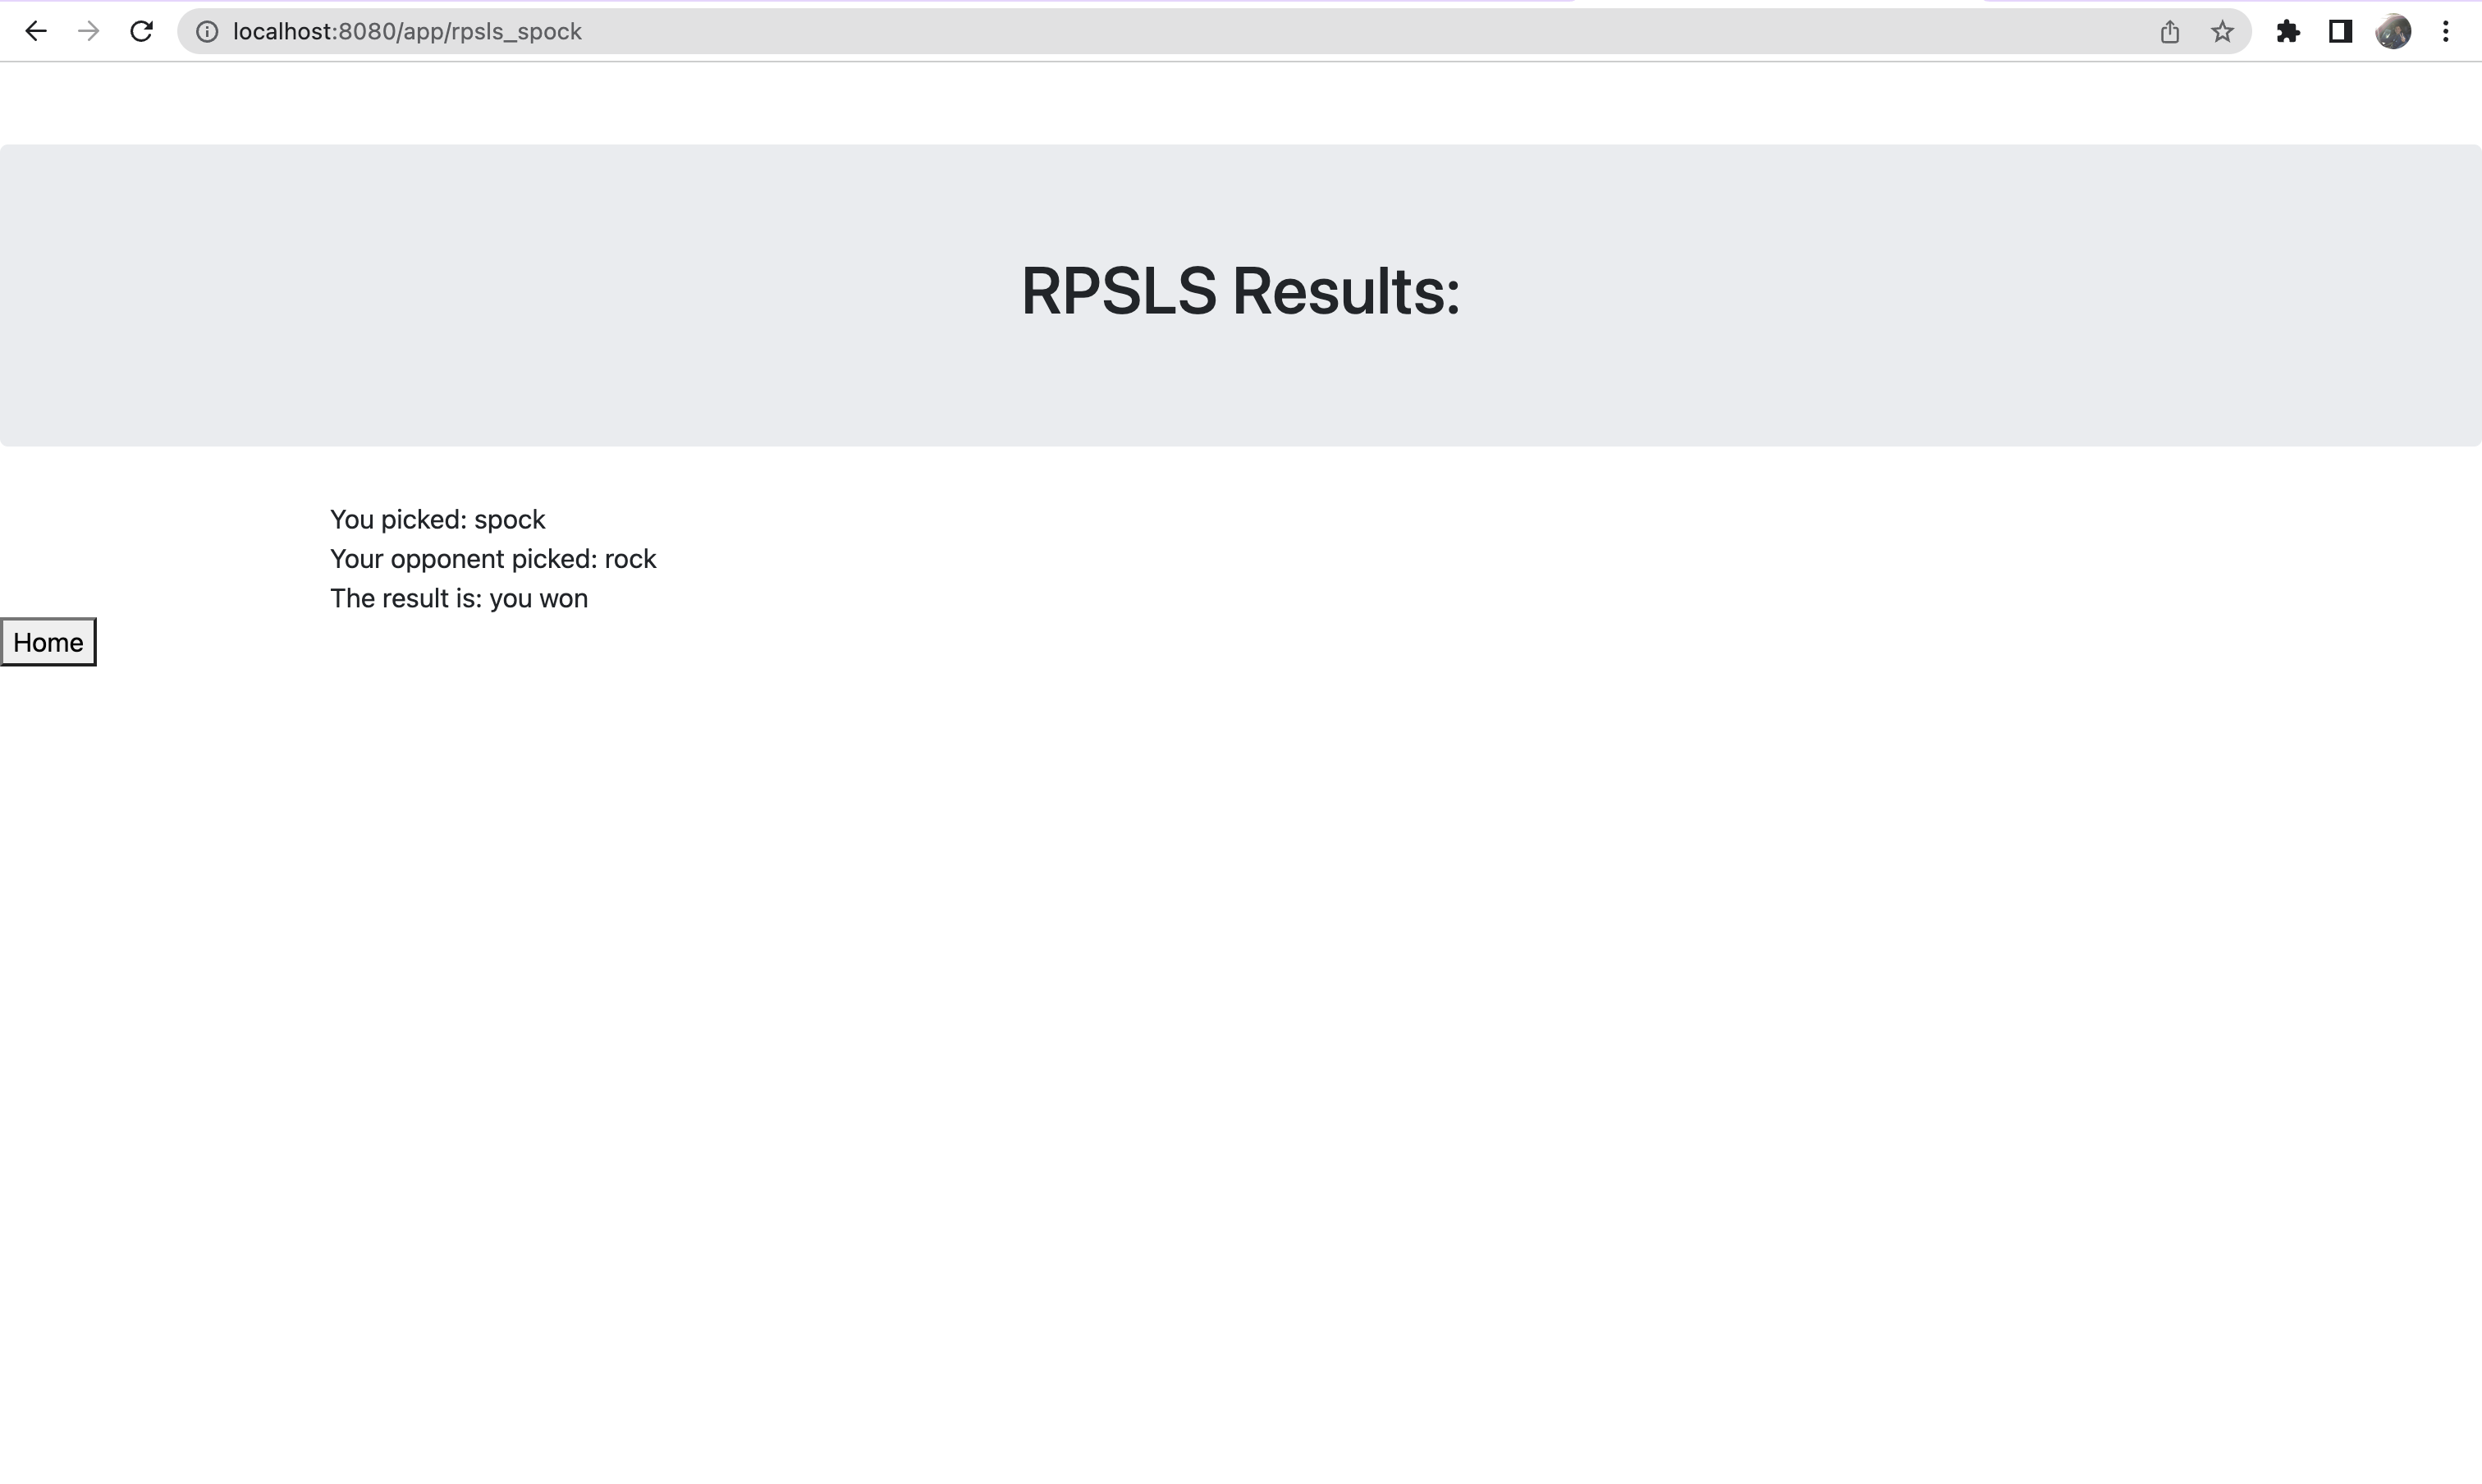 localhost:8080/app/rpsls_spock
RPSLS Results:
You picked: spock
Your opponent picked: rock
The result is: you won
Home